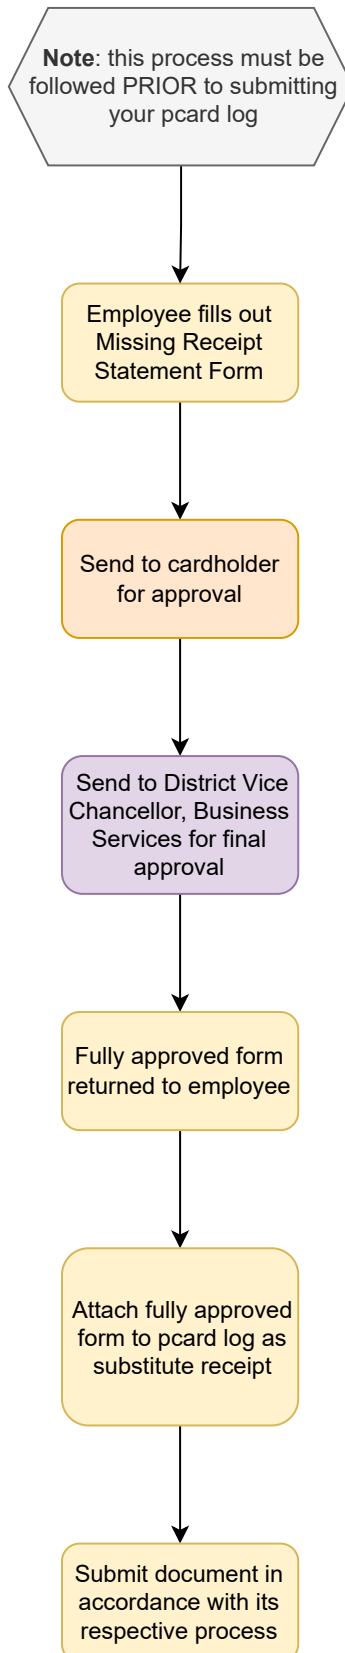 Note: this process must be
followed PRIOR to submitting
your pcard log
Employee fills out
Missing Receipt
Statement Form
Send to cardholder
for approval
Send to District Vice
Chancellor, Business
Services for final
approval
Fully approved form
returned to employee
Attach fully approved
form to pcard log as
substitute receipt
Submit document in
accordance with its
respective process